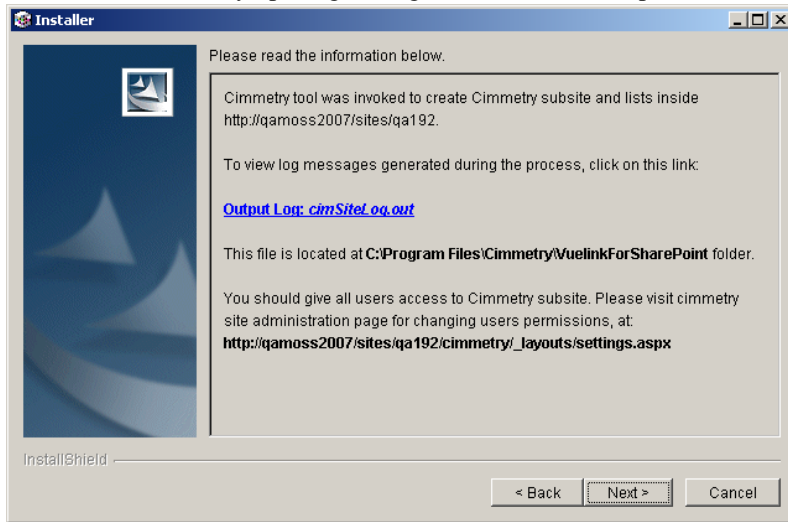 Installer
Please read the information below.
Cimmetry tool was invoked to create Cimmetry subsite and lists inside
http://qamoss2007/sites/qa192.
To view log messages generated during the process, click on this link:
Output Log: cimSiteLog.out
This file is located at C:\Program Files\Cimmetry\VuelinkForSharePoint folder.
You should give all users access to Cimmetry subsite. Please visit cimmetry
site administration page for changing users permissions, at:
http://qamoss2007/sites/qa192/cimmetry/_layouts/settings.aspx
InstallShield
< Back
Next >
Cancel